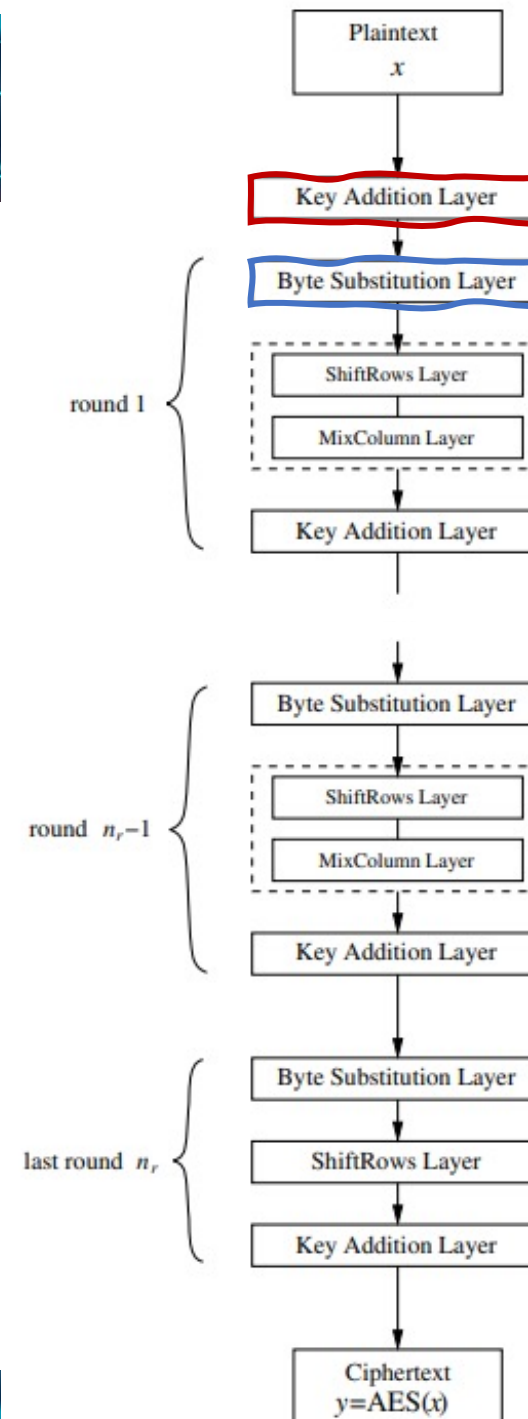 Plaintext
x
Key Addition Layer
Byte Substitution Layer
ShiftRows Layer
round 1
MixColumn Layer
Key Addition Layer
Byte Substitution Layer
ShiftRows Layer
round n_r−1
MixColumn Layer
Key Addition Layer
Byte Substitution Layer
last round n_r
ShiftRows Layer
Key Addition Layer
Ciphertext
y=AES(x)